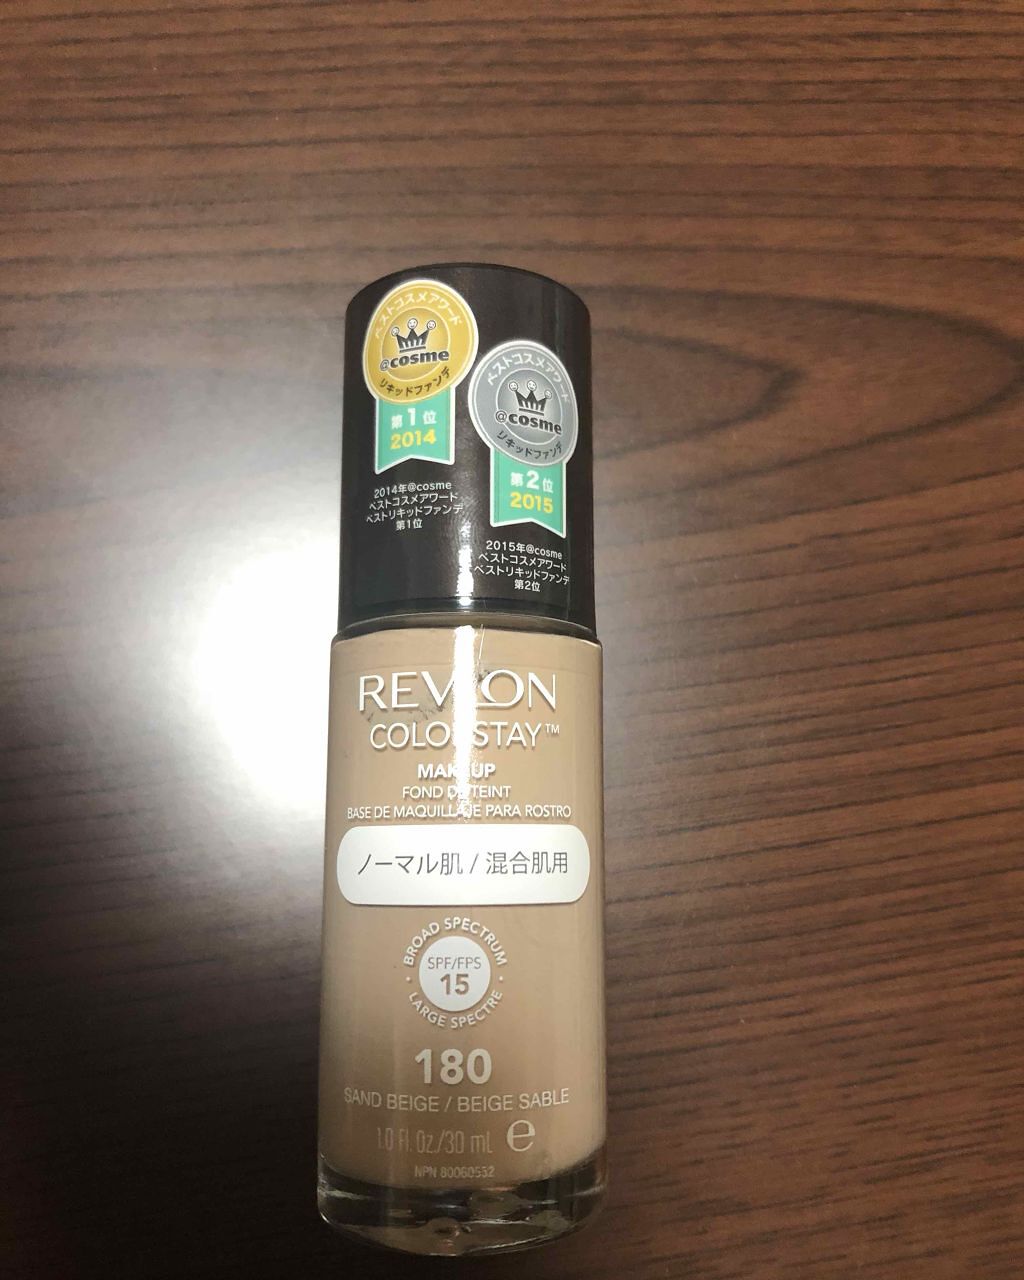 ベストコスメアワード
@cosme
リキッドファンデ
第1位
2014
2014年@cosme
ベストコスメアワード
ベストリキッドファンデ
第1位
ベストコスメアワード
@cosme
リキッドファンデ
第2位
2015
2015年@cosme
ベストコスメアワード
ベストリキッドファンデ
第2位
REVLON
COLORSTAY™
MAKEUP
FOND DE TEINT
BASE DE MAQUILLAJE PARA ROSTRO
ノーマル肌 / 混合肌用
BROAD SPECTRUM
SPF/FPS
15
LARGE SPECTRE
180
SAND BEIGE / BEIGE SABLE
1.0 fl. Oz./30 mL ℮
NPN 80060552